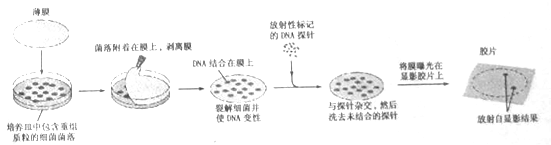 薄膜
培养皿中包含重组
质粒的细菌菌落
菌落附着在膜上，剥离膜
DNA结合在膜上
裂解细菌并
使DNA变性
放射性标记
的DNA探针
与探针杂交，然后
洗去未结合的探针
将膜曝光在
显影胶片上
胶片
放射自显影结果